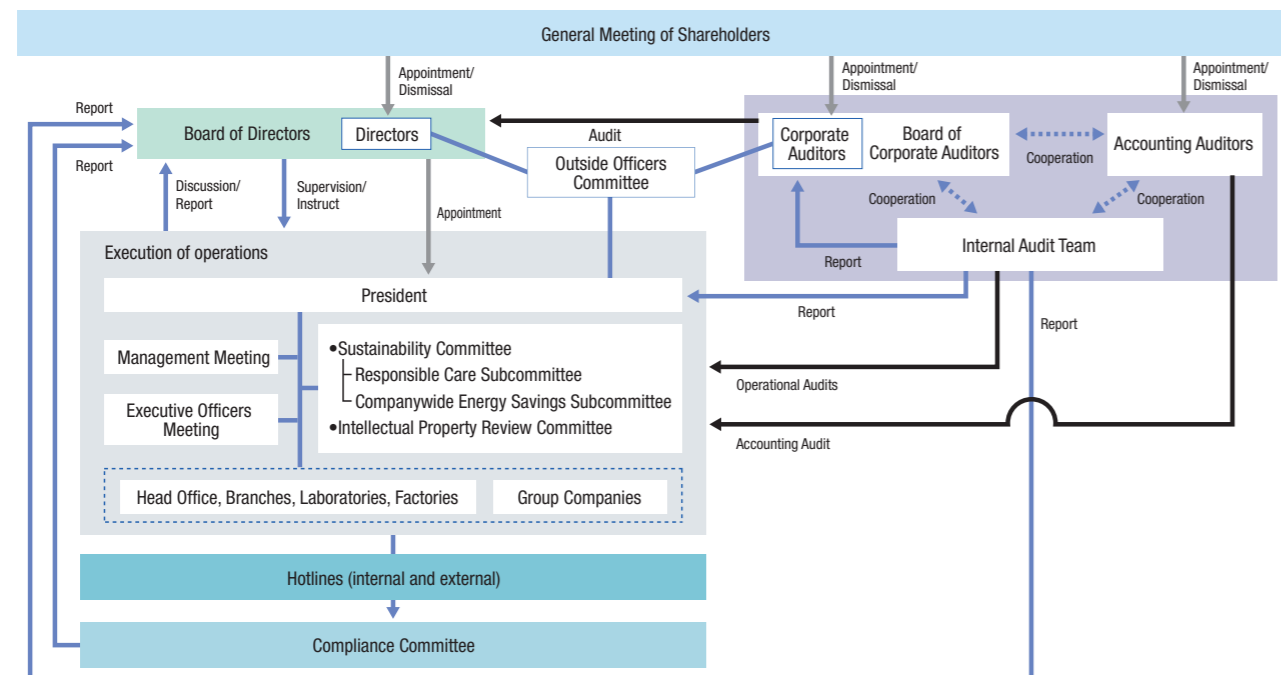 General Meeting of Shareholders
Appointment/
Dismissal
Appointment/
Dismissal
Appointment/
Dismissal
Report
Board of Directors
Directors
Audit
Corporate
Auditors
Board of
Corporate Auditors
Cooperation
Accounting Auditors
Report
Outside Officers
Committee
Discussion/
Report
Supervision/
Instruct
Appointment
Cooperation
Cooperation
Internal Audit Team
Report
Execution of operations
President
Report
Report
Management Meeting
Executive Officers
Meeting
•Sustainability Committee
Responsible Care Subcommittee
Companywide Energy Savings Subcommittee
•Intellectual Property Review Committee
Operational Audits
Accounting Audit
Head Office, Branches, Laboratories, Factories
Group Companies
Hotlines (internal and external)
Compliance Committee